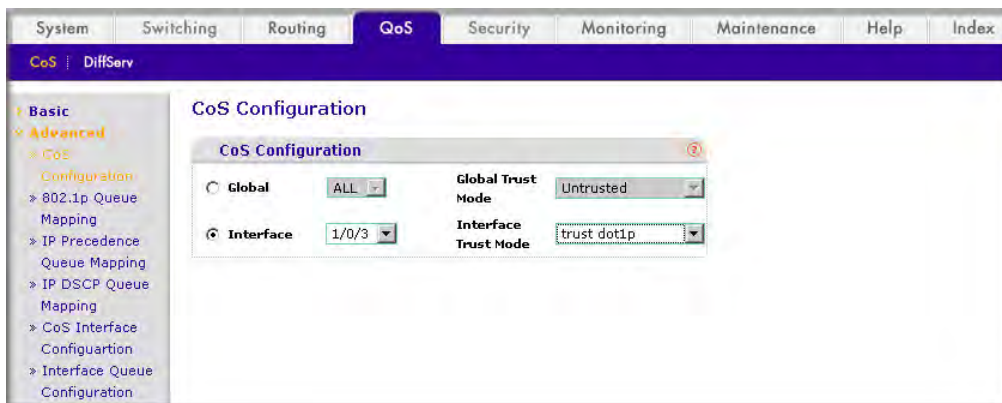 System Switching Routing QoS Security Monitoring Maintenance Help Index
CoS | DiffServ
Basic
Advanced
» CoS
Configuration
» 802.1p Queue
Mapping
» IP Precedence
Queue Mapping
» IP DSCP Queue
Mapping
» CoS Interface
Configuartion
» Interface Queue
Configuration
CoS Configuration
CoS Configuration ?
Global ALL Global Trust
Mode Untrusted
Interface 1/0/3 Interface
Trust Mode trust dot1p